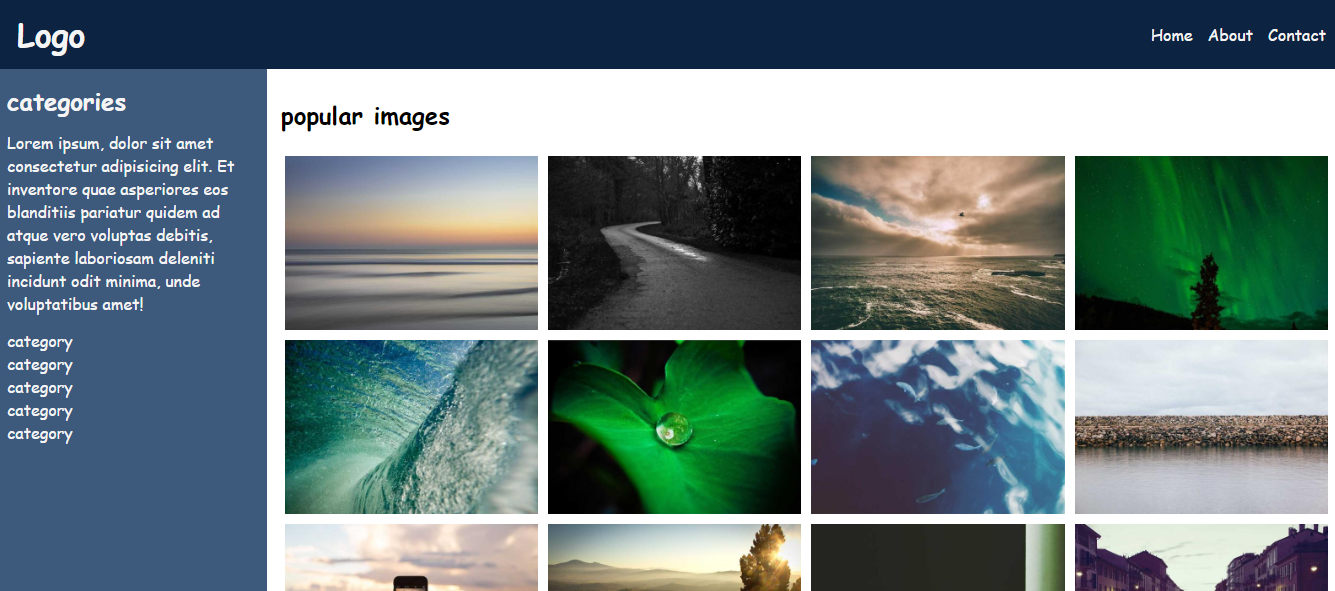 Logo
Home About Contact
categories
Lorem ipsum, dolor sit amet
consectetur adipisicing elit. Et
inventore quae asperiores eos
blanditiis pariatur quidem ad
atque vero voluptas debitis,
sapiente laboriosam deleniti
incidunt odit minima, unde
voluptatibus amet!
category
category
category
category
category
popular images